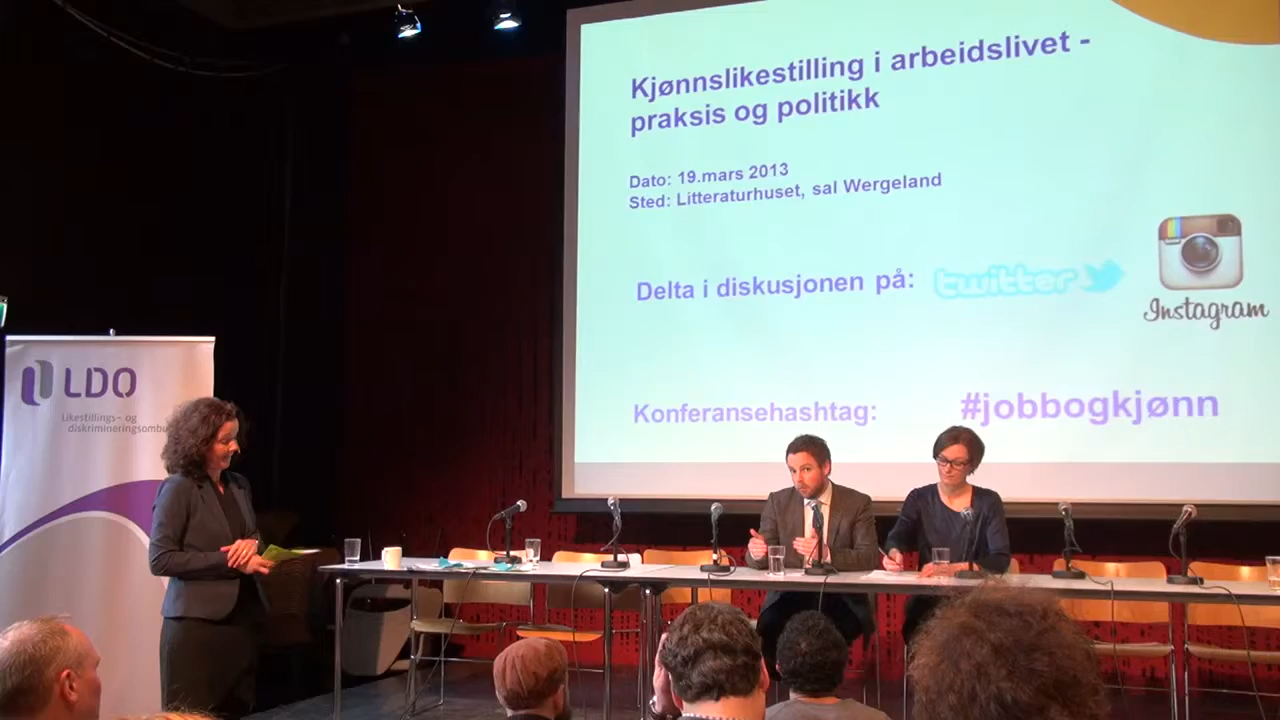 Kjønnslikestilling i arbeidslivet -
praksis og politikk
Dato: 19.mars 2013
Sted: Litteraturhuset, sal Wergeland
Delta i diskusjonen på: twitter
Instagram
Konferansehashtag: #jobbogkjønn
LDO
Likestillings- og